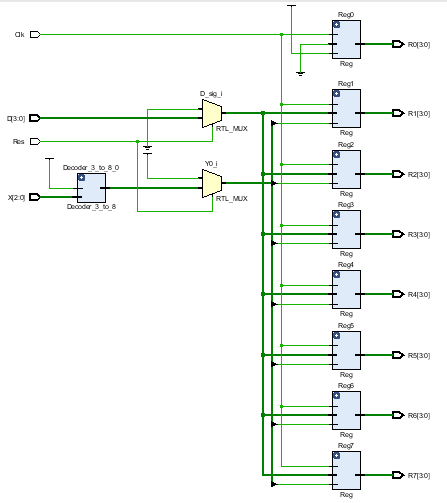 Reg0
Clk
R0[3:0]
Reg
Reg1
D_sig_i
D[3:0]
R1[3:0]
RTL_MUX
Reg
Res
Reg2
Y0_i
Decoder_3_to_8_0
R2[3:0]
Reg
X[2:0]
RTL_MUX
Decoder_3_to_8
Reg3
R3[3:0]
Reg
Reg4
R4[3:0]
Reg
Reg5
R5[3:0]
Reg
Reg6
R6[3:0]
Reg
Reg7
R7[3:0]
Reg